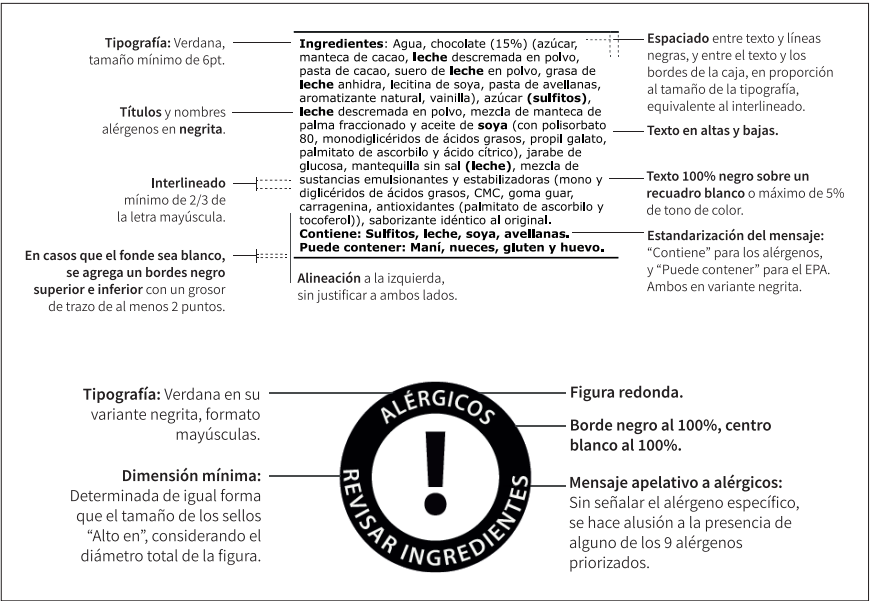 Tipografía: Verdana,
tamaño mínimo de 6pt.
Títulos y nombres
alérgenos en negrita.
Interlineado
mínimo de 2/3 de
la letra mayúscula.
En casos que el fonde sea blanco,
se agrega un bordes negro
superior e inferior con un grosor
de trazo de al menos 2 puntos.
Ingredientes: Agua, chocolate (15%) (azúcar,
manteca de cacao, leche descremada en polvo,
pasta de cacao, suero de leche en polvo, grasa de
leche anhidra, lecitina de soya, pasta de avellanas,
aromatizante natural, vainilla), azúcar (sulfitos),
leche descremada en polvo, mezcla de manteca de
palma fraccionado y aceite de soya (con polisorbato
80, monodiglicéridos de ácidos grasos, propil galato,
palmitato de ascorbilo y ácido cítrico), jarabe de
glucosa, mantequilla sin sal (leche), mezcla de
sustancias emulsionantes y estabilizadoras (mono y
diglicéridos de ácidos grasos, CMC, goma guar,
carragenina, antioxidantes (palmitato de ascorbilo y
tocoferol)), saborizante idéntico al original.
Contiene: Sulfitos, leche, soya, avellanas.
Puede contener: Maní, nueces, gluten y huevo.
Alineación a la izquierda,
sin justificar a ambos lados.
Espaciado entre texto y líneas
negras, y entre el texto y los
bordes de la caja, en proporción
al tamaño de la tipografía,
equivalente al interlineado.
Texto en altas y bajas.
Texto 100% negro sobre un
recuadro blanco o máximo de 5%
de tono de color.
Estandarización del mensaje:
“Contiene” para los alérgenos,
y “Puede contener” para el EPA.
Ambos en variante negrita.
Tipografía: Verdana en su
variante negrita, formato
mayúsculas.
Dimensión mínima:
Determinada de igual forma
que el tamaño de los sellos
“Alto en”, considerando el
diámetro total de la figura.
ALÉRGICOS
!
REVISAR INGREDIENTES
Figura redonda.
Borde negro al 100%, centro
blanco al 100%.
Mensaje apelativo a alérgicos:
Sin señalar el alérgeno específico,
se hace alusión a la presencia de
alguno de los 9 alérgenos
priorizados.